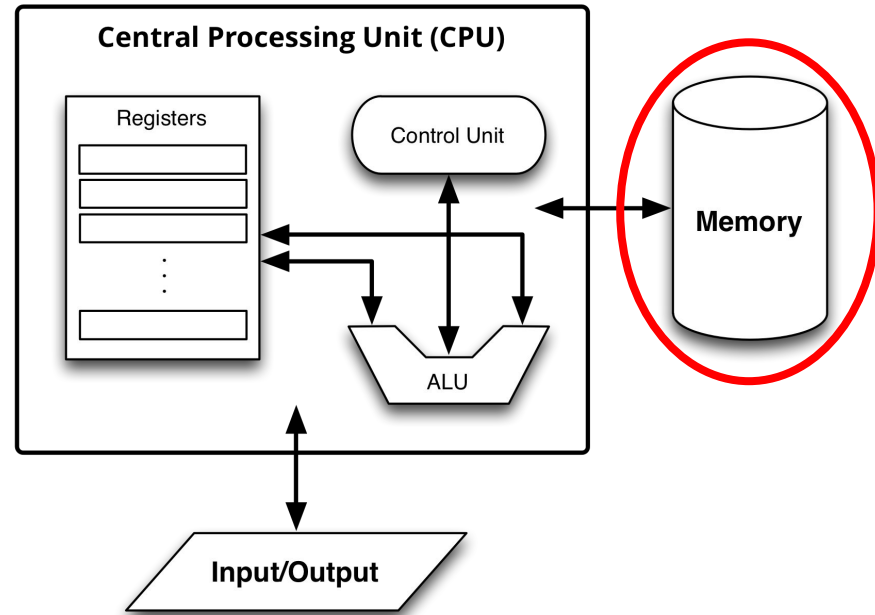 Central Processing Unit (CPU)
Registers
Control Unit
Memory
ALU
Input/Output